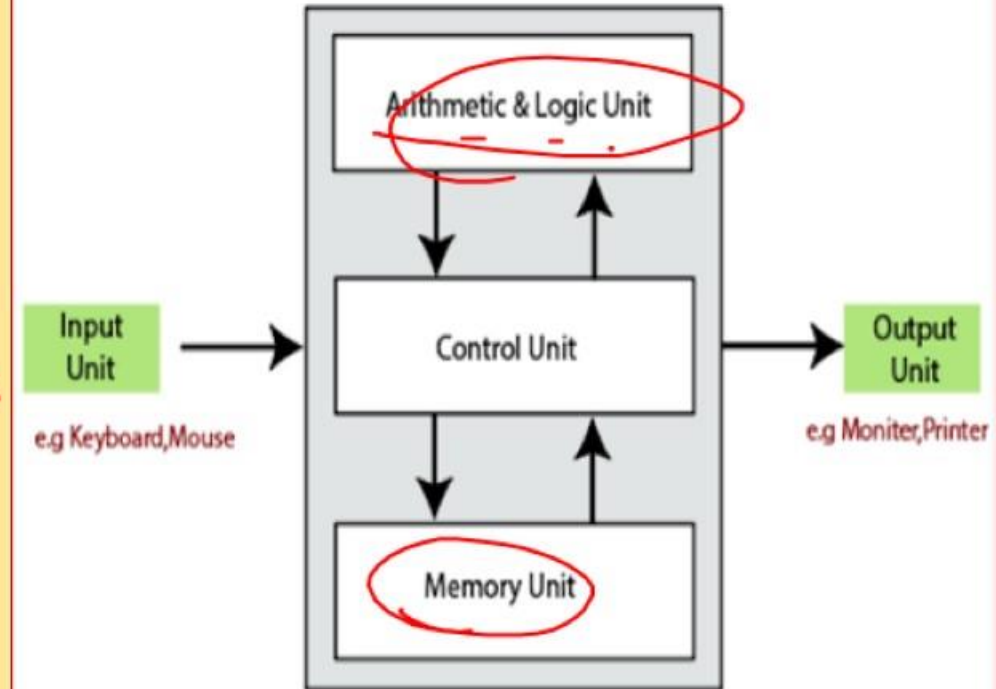 Arithmetic & Logic Unit
Input
Unit
e.g Keyboard,Mouse
Control Unit
Output
Unit
e.g Moniter,Printer
Memory Unit